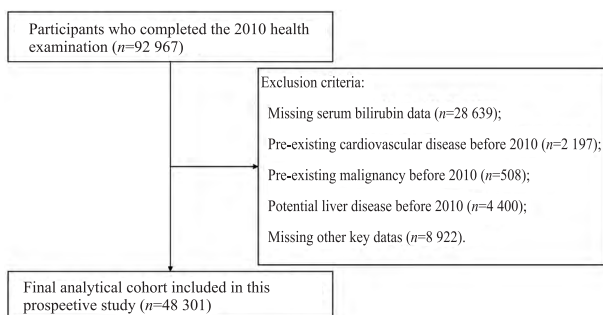 Participants who completed the 2010 health
examination (n=92 967)
Exclusion criteria:
Missing serum bilirubin data (n=28 639);
Pre-existing cardiovascular disease before 2010 (n=2 197);
Pre-existing malignancy before 2010 (n=508);
Potential liver disease before 2010 (n=4 400);
Missing other key datas (n=8 922).
Final analytical cohort included in this
prospeetive study (n=48 301)